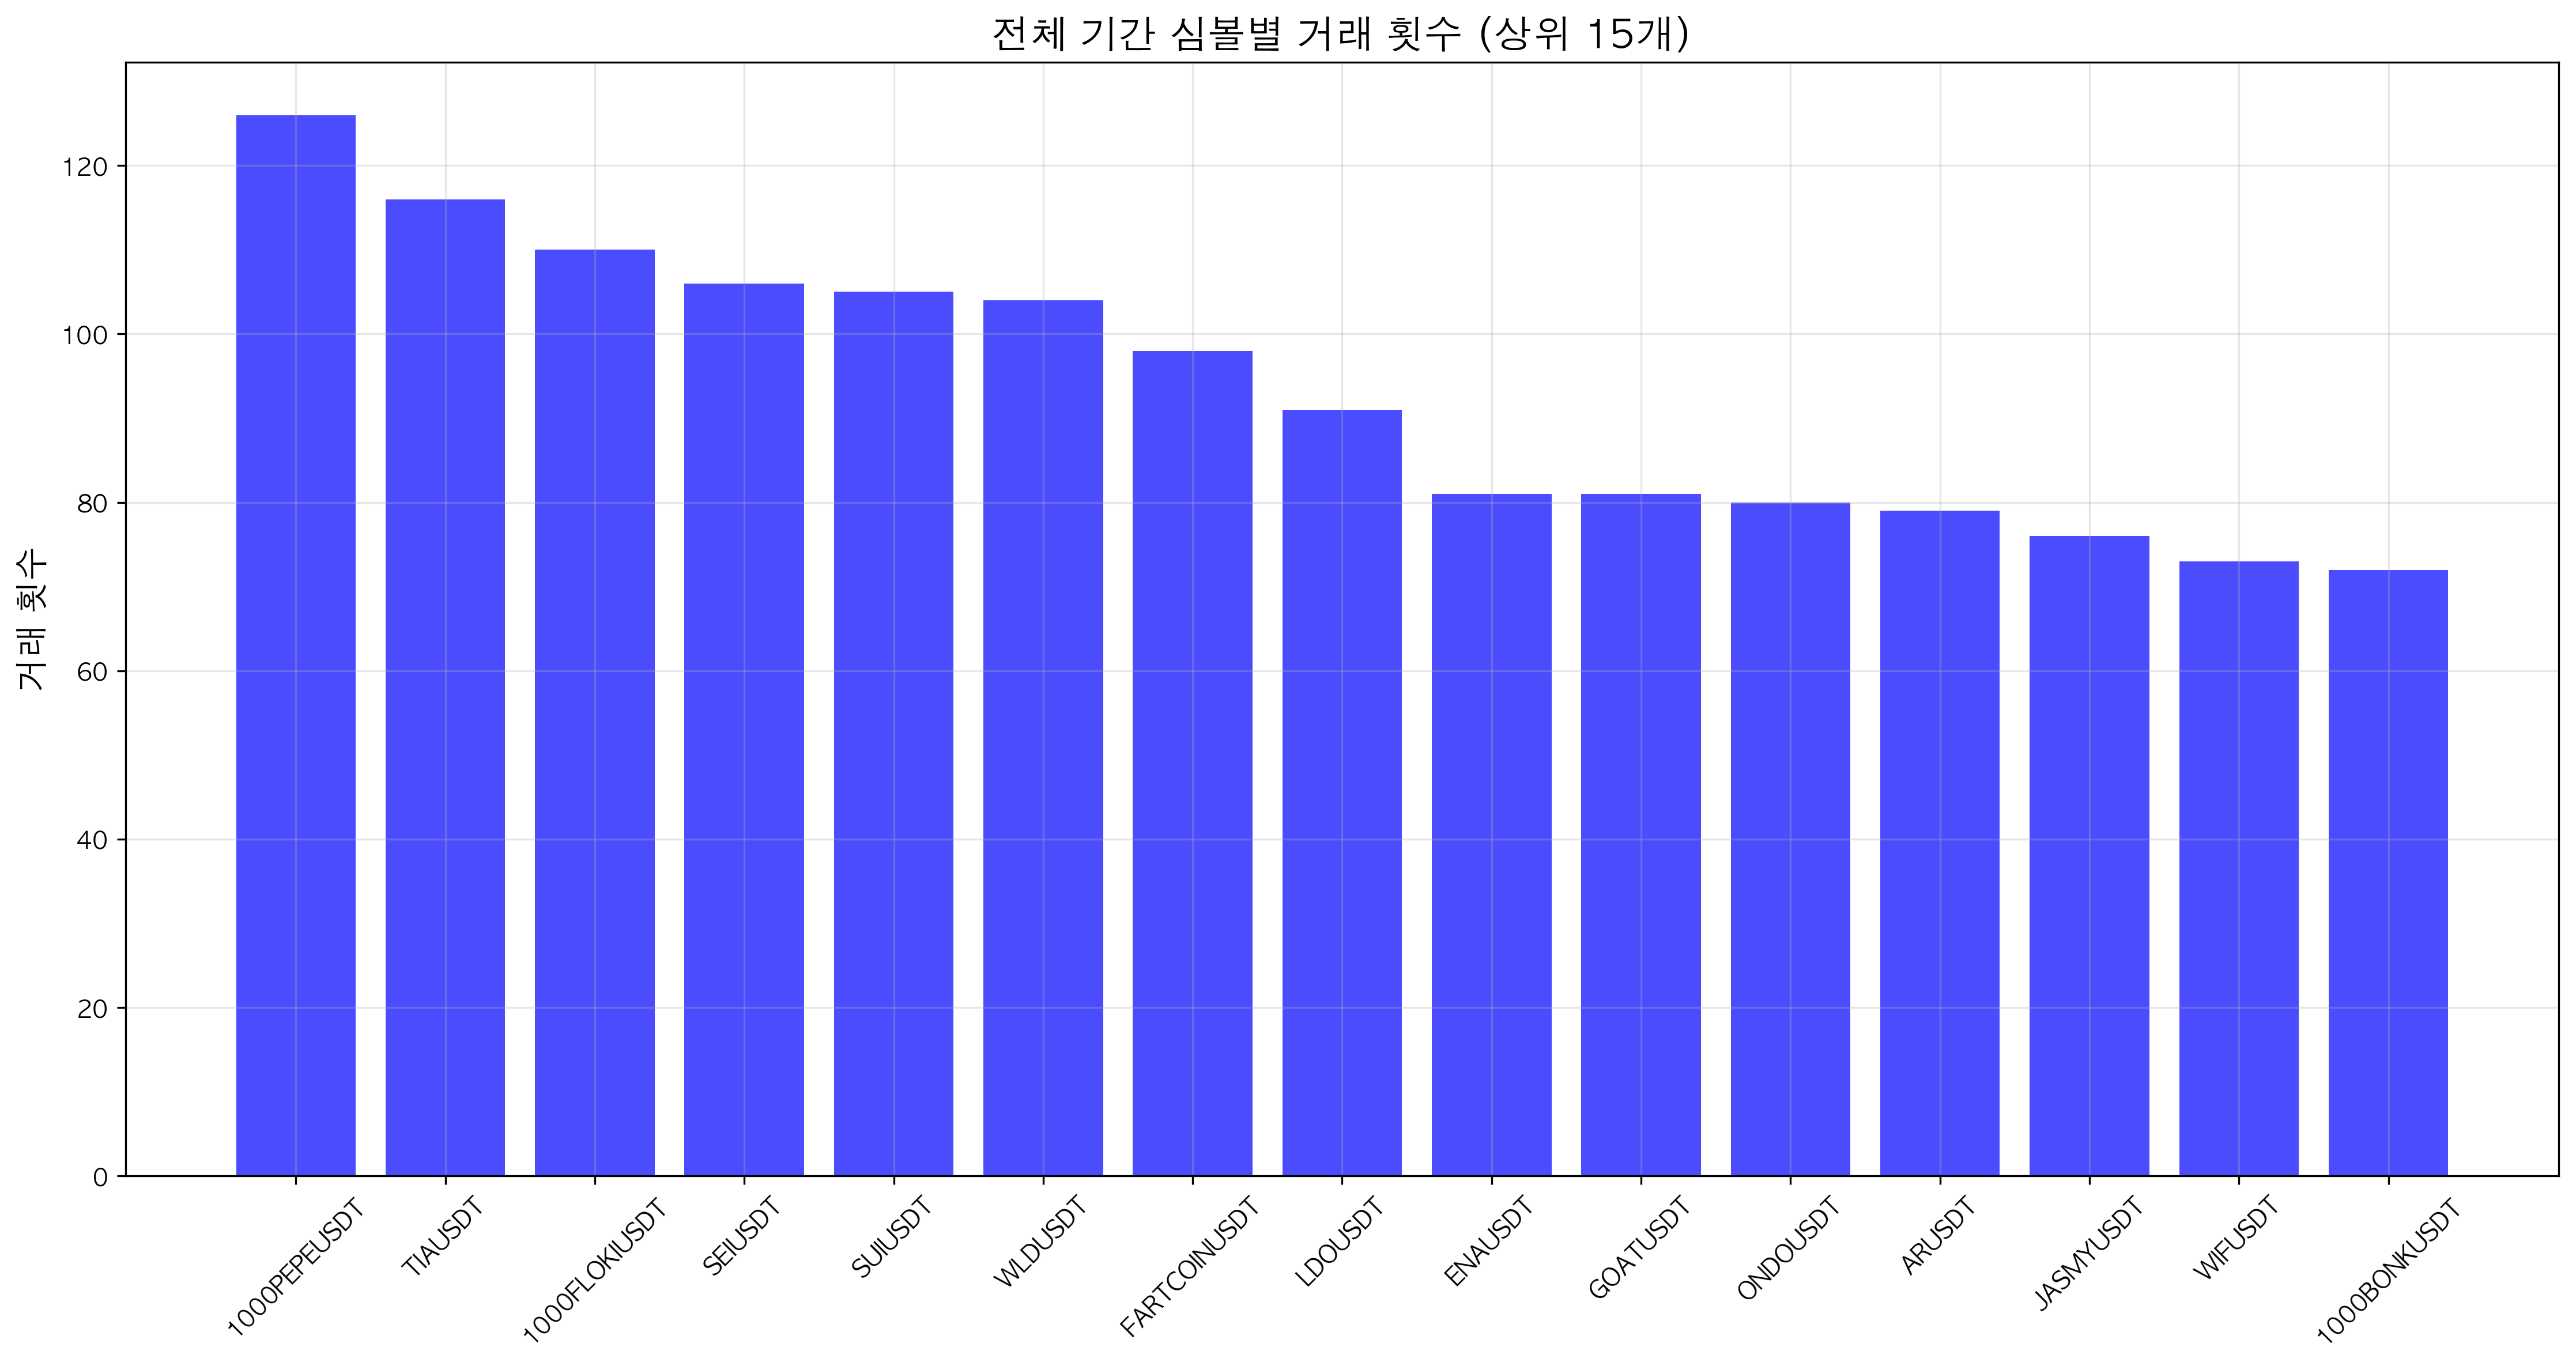 전체 기간 심볼별 거래 횟수 (상위 15개)
거래 횟수
120
100
80
60
40
20
0
1000PEPEUSDT
TIAUSDT
1000FLOKIUSDT
SEIUSDT
SUIUSDT
WLDUSDT
FARTCOINUSDT
LDOUSDT
ENAUSDT
GOATUSDT
ONDOUSDT
ARUSDT
JASMYUSDT
WIFUSDT
1000BONKUSDT